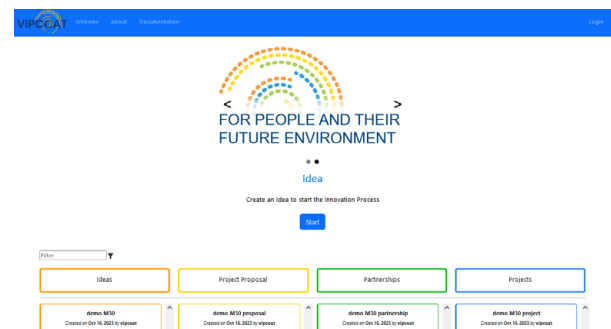 VIPCOAT Welcome About Documentation Login
< >
FOR PEOPLE AND THEIR
FUTURE ENVIRONMENT
Idea
Create an Idea to start the Innovation Process
Start
Filter
Ideas Project Proposal Partnerships Projects
demo M30 demo M30 proposal demo M30 partnership demo M30 project
Created on Oct 16, 2023 by vipcoat Created on Oct 16, 2023 by vipcoat Created on Oct 16, 2023 by vipcoat Created on Oct 16, 2023 by vipcoat